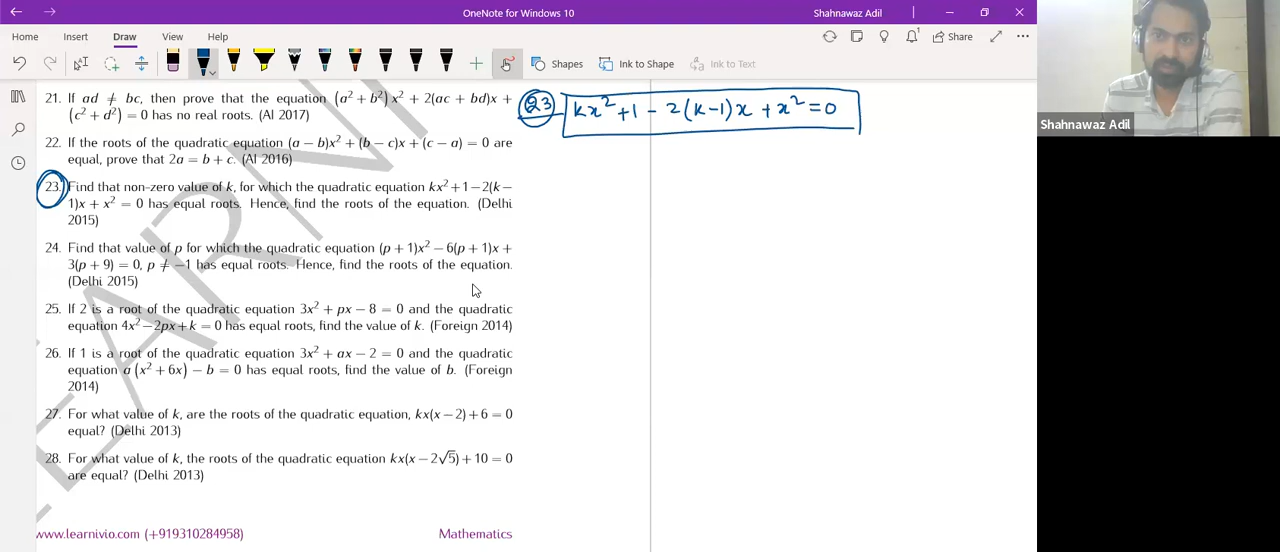 OneNote for Windows 10
Shahnawaz Adil
Home Insert Draw View Help
Share
Shapes Ink to Shape Ink to Text
21. If ad ≠ bc, then prove that the equation (a² + b²) x² + 2(ac + bd)x +
(c² + d²) = 0 has no real roots. (AI 2017)
22. If the roots of the quadratic equation (a − b)x² + (b − c)x + (c − a) = 0 are
equal, prove that 2a = b + c. (AI 2016)
23. Find that non-zero value of k, for which the quadratic equation kx² + 1 − 2(k −
1)x + x² = 0 has equal roots. Hence, find the roots of the equation. (Delhi
2015)
24. Find that value of p for which the quadratic equation (p + 1)x² − 6(p + 1)x +
3(p + 9) = 0, p ≠ −1 has equal roots. Hence, find the roots of the equation.
(Delhi 2015)
25. If 2 is a root of the quadratic equation 3x² + px − 8 = 0 and the quadratic
equation 4x² − 2px + k = 0 has equal roots, find the value of k. (Foreign 2014)
26. If 1 is a root of the quadratic equation 3x² + ax − 2 = 0 and the quadratic
equation a (x² + 6x) − b = 0 has equal roots, find the value of b. (Foreign
2014)
27. For what value of k, are the roots of the quadratic equation, kx(x − 2) + 6 = 0
equal? (Delhi 2013)
28. For what value of k, the roots of the quadratic equation kx(x − 2√5) + 10 = 0
are equal? (Delhi 2013)
www.learnivio.com (+919310284958) Mathematics
Q3 kx² + 1 − 2(k−1)x + x² = 0
Shahnawaz Adil